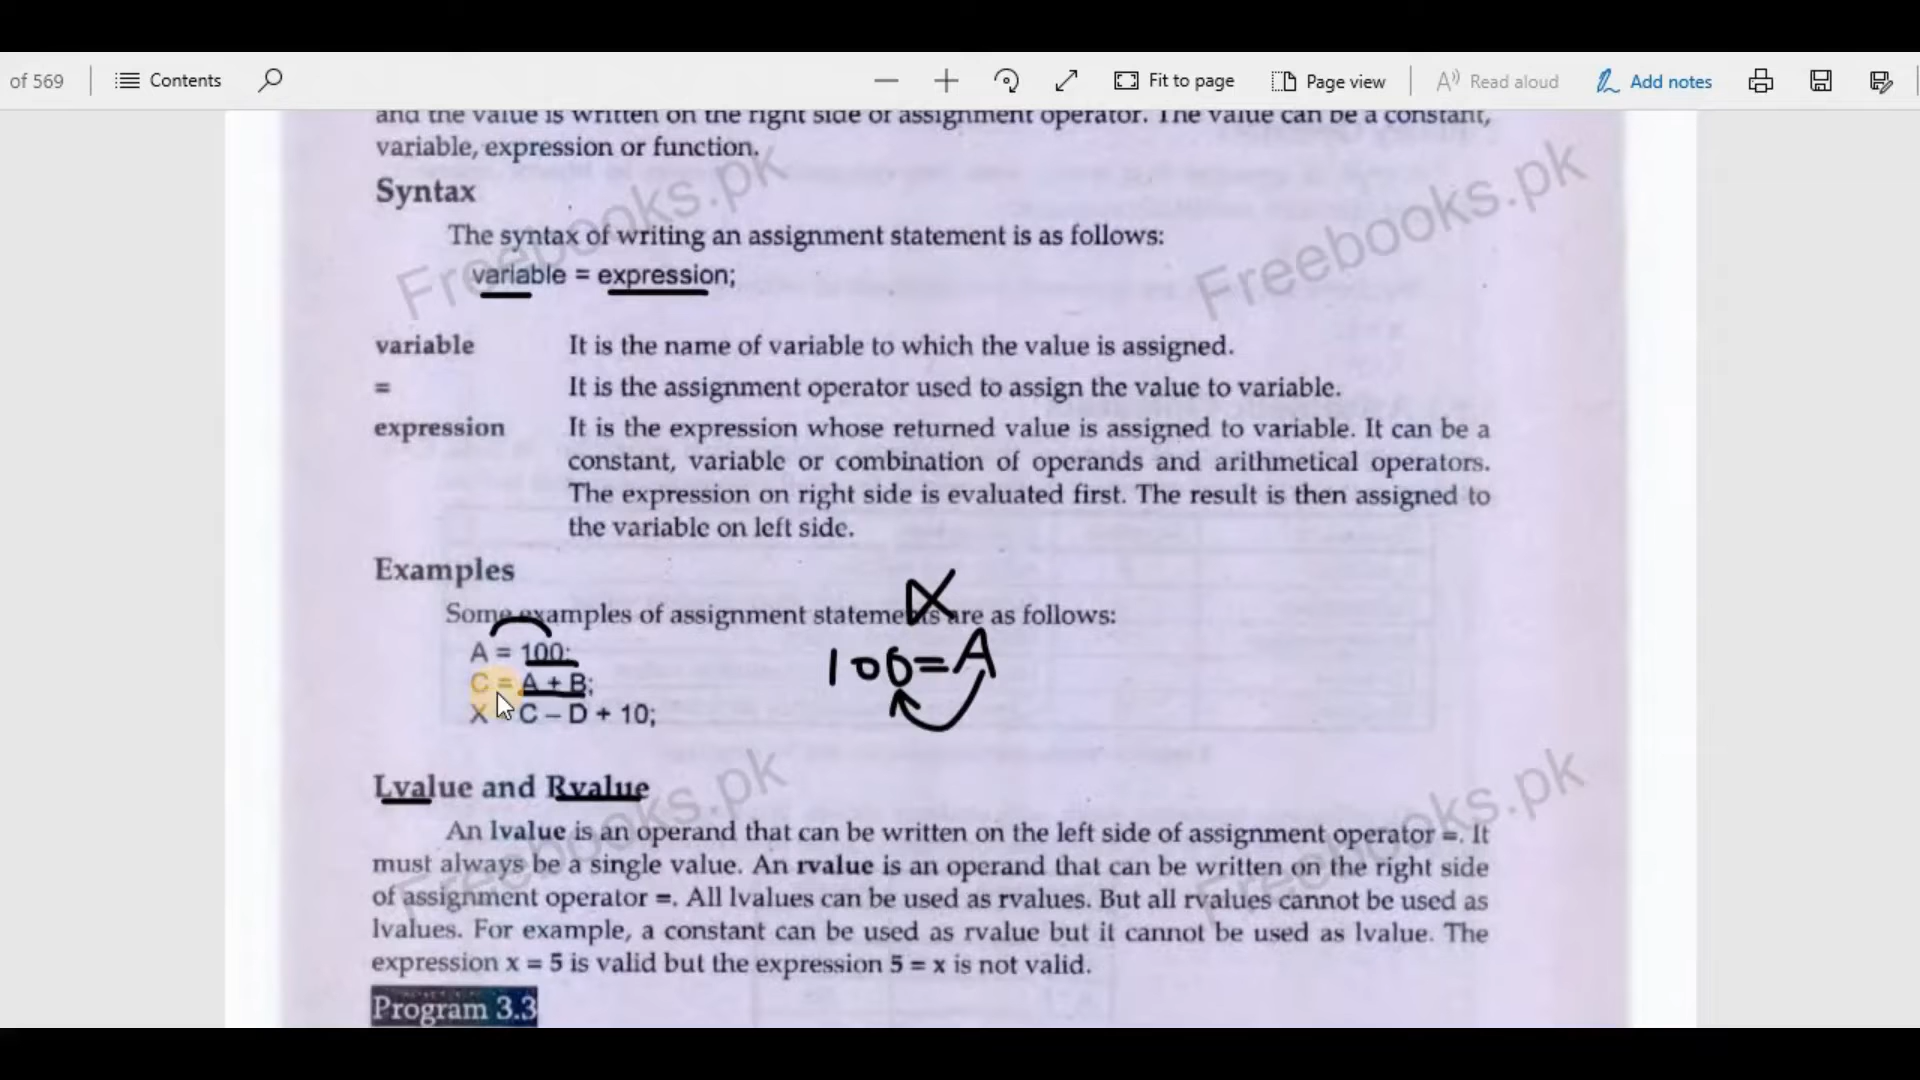 of 569 Contents Fit to page Page view Read aloud Add notes
and the value is written on the right side of assignment operator. The value can be a constant,
variable, expression or function.
Syntax
The syntax of writing an assignment statement is as follows:
variable = expression;
variable It is the name of variable to which the value is assigned.
= It is the assignment operator used to assign the value to variable.
expression It is the expression whose returned value is assigned to variable. It can be a
constant, variable or combination of operands and arithmetical operators.
The expression on right side is evaluated first. The result is then assigned to
the variable on left side.
Examples
Some examples of assignment statements are as follows:
A = 100;
100=A
C = A + B;
X = C – D + 10;
Lvalue and Rvalue
An lvalue is an operand that can be written on the left side of assignment operator =. It
must always be a single value. An rvalue is an operand that can be written on the right side
of assignment operator =. All lvalues can be used as rvalues. But all rvalues cannot be used as
lvalues. For example, a constant can be used as rvalue but it cannot be used as lvalue. The
expression x = 5 is valid but the expression 5 = x is not valid.
Program 3.3
Freebooks.pk
Freebooks.pk
Freebooks.pk
Freebooks.pk